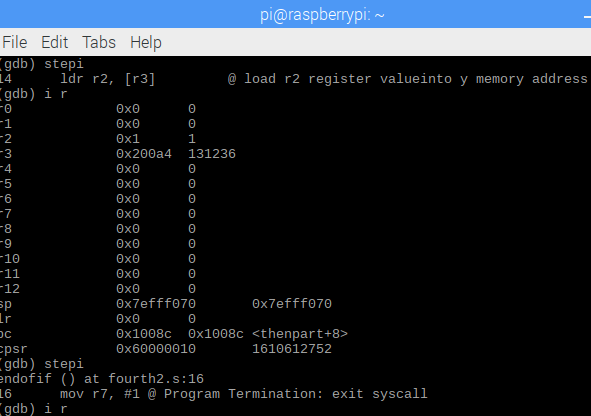 pi@raspberrypi: ~
File Edit Tabs Help
(gdb) stepi
14 ldr r2, [r3] @ load r2 register valueinto y memory address
(gdb) i r
r0 0x0 0
r1 0x0 0
r2 0x1 1
r3 0x200a4 131236
r4 0x0 0
r5 0x0 0
r6 0x0 0
r7 0x0 0
r8 0x0 0
r9 0x0 0
r10 0x0 0
r11 0x0 0
r12 0x0 0
sp 0x7efff070 0x7efff070
lr 0x0 0
pc 0x1008c 0x1008c <thenpart+8>
cpsr 0x60000010 1610612752
(gdb) stepi
endofif () at fourth2.s:16
16 mov r7, #1 @ Program Termination: exit syscall
(gdb) i r